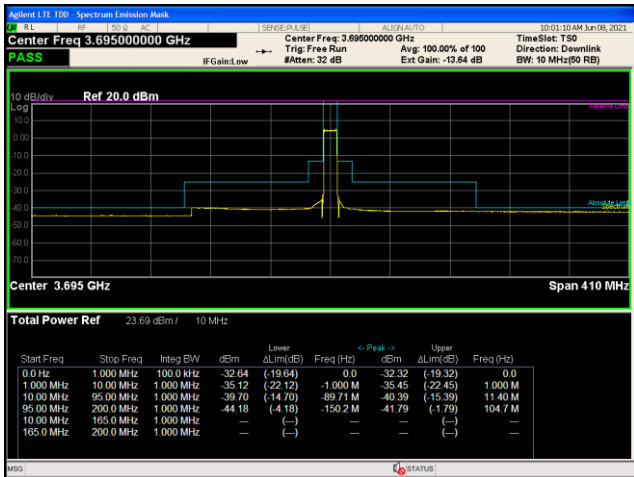 Agilent LTE TDD - Spectrum Emission Mask
RL RF 50 Ω AC SENSE:PULSE ALIGN AUTO 10:01:10 AM Jun 08, 2021
Center Freq 3.695000000 GHz Center Freq: 3.695000000 GHz TimeSlot: TS0
Trig: Free Run Avg: 100.00% of 100 Direction: Downlink
PASS IFGain:Low #Atten: 32 dB Ext Gain: -13.64 dB BW: 10 MHz(50 RB)
10 dB/div Ref 20.0 dBm
Log Relative Limit
10.0
0.00
-10.0
-20.0
-30.0
-40.0 Absolute Limit
Spectrum
-50.0
-60.0
-70.0
Center 3.695 GHz Span 410 MHz
Total Power Ref 23.69 dBm / 10 MHz
Lower <- Peak -> Upper
Start Freq Stop Freq Integ BW dBm ΔLim(dB) Freq (Hz) dBm ΔLim(dB) Freq (Hz)
0.0 Hz 1.000 MHz 100.0 kHz -32.64 (-19.64) 0.0 -32.32 (-19.32) 0.0
1.000 MHz 10.00 MHz 1.000 MHz -35.12 (-22.12) -1.000 M -35.45 (-22.45) 1.000 M
10.00 MHz 95.00 MHz 1.000 MHz -39.70 (-14.70) -89.71 M -40.39 (-15.39) 11.40 M
95.00 MHz 200.0 MHz 1.000 MHz -44.18 (-4.18) -150.2 M -41.79 (-1.79) 104.7 M
10.00 MHz 165.0 MHz 1.000 MHz --- (---) --- --- (---) ---
165.0 MHz 200.0 MHz 1.000 MHz --- (---) --- --- (---) ---
MSG STATUS